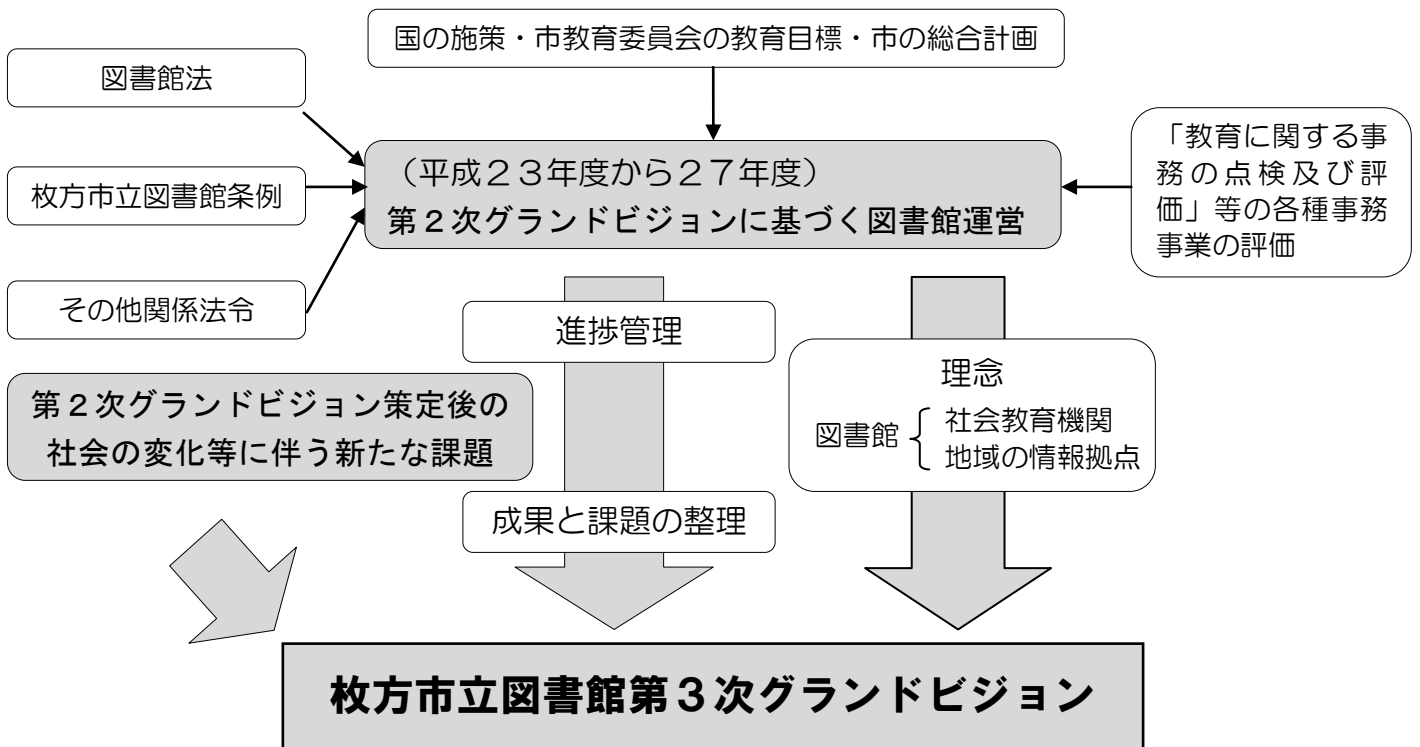 国の施策・市教育委員会の教育目標・市の総合計画
図書館法
枚方市立図書館条例
その他関係法令
（平成２３年度から２７年度）
第２次グランドビジョンに基づく図書館運営
「教育に関する事
務の点検及び評
価」等の各種事務
事業の評価
進捗管理
理念
図書館
社会教育機関
地域の情報拠点
第２次グランドビジョン策定後の
社会の変化等に伴う新たな課題
成果と課題の整理
枚方市立図書館第３次グランドビジョン